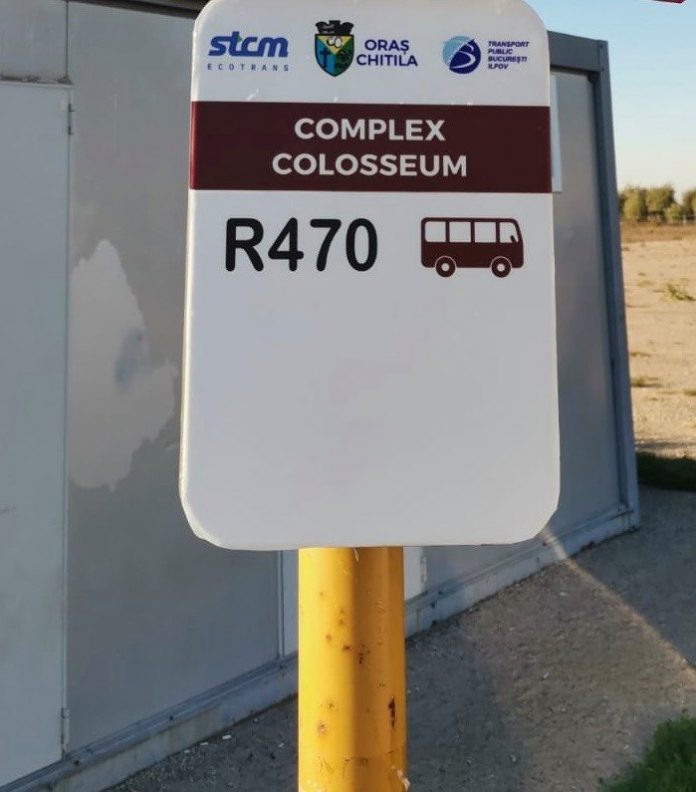 stcm
ECOTRANS
ORAȘ
CHITILA
TRANSPORT
PUBLIC
BUCUREȘTI
ILFOV
COMPLEX
COLOSSEUM
R470